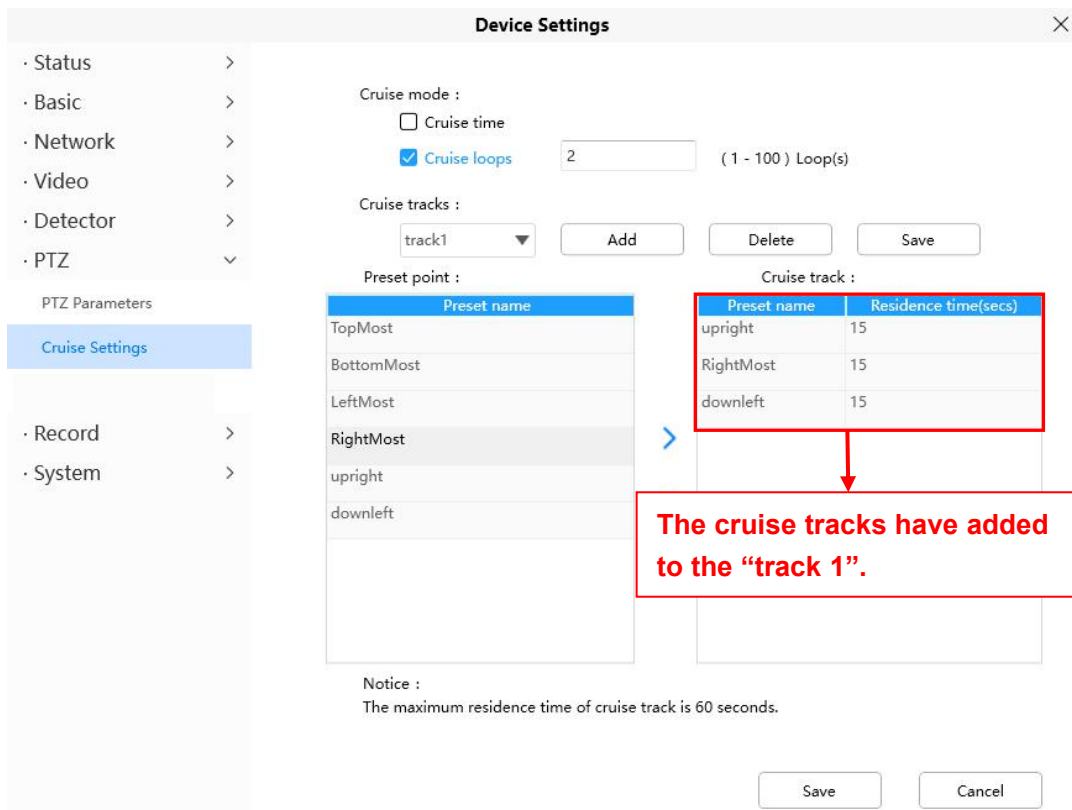 Device Settings
· Status
· Basic
· Network
· Video
· Detector
· PTZ
PTZ Parameters
Cruise Settings
· Record
· System
Cruise mode :
Cruise time
Cruise loops 2 ( 1 - 100 ) Loop(s)
Cruise tracks :
track1 Add Delete Save
Preset point :
Preset name
TopMost
BottomMost
LeftMost
RightMost
upright
downleft
Cruise track :
Preset name Residence time(secs)
upright 15
RightMost 15
downleft 15
The cruise tracks have added
to the “track 1”.
Notice :
The maximum residence time of cruise track is 60 seconds.
Save Cancel